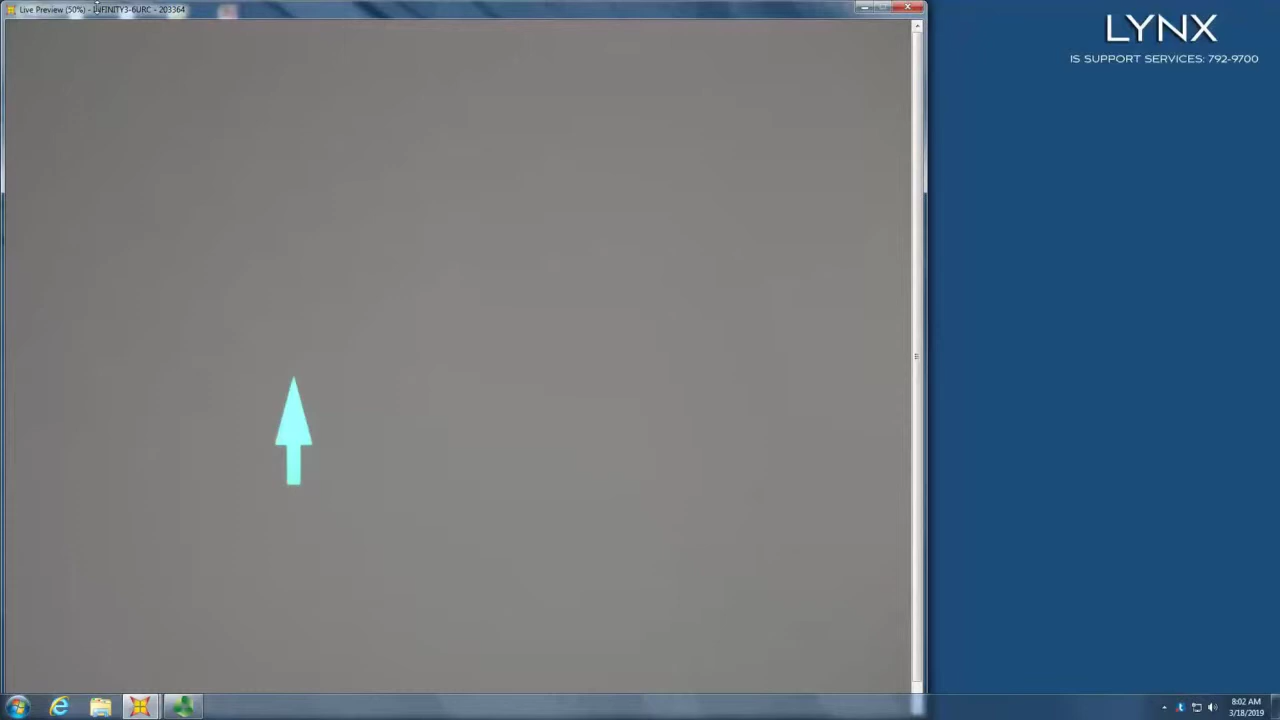 Live Preview (50%) - INFINITY3-6URC - 203364
LYNX
IS SUPPORT SERVICES: 792-9700
8:02 AM
3/18/2019